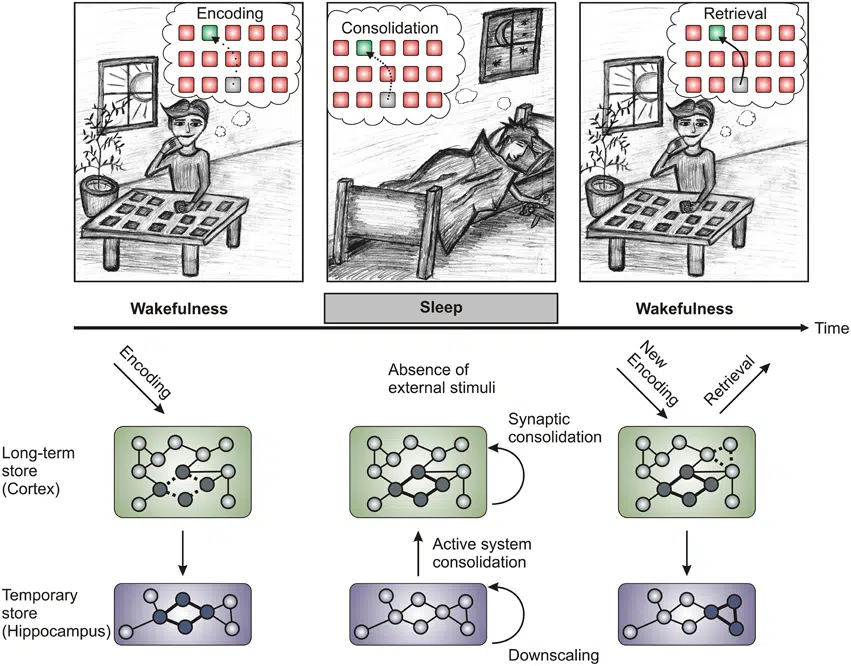 Encoding
Consolidation
Retrieval
Wakefulness
Sleep
Wakefulness
Time
Encoding
Absence of
external stimuli
New
Encoding
Retrieval
Synaptic
consolidation
Long-term
store
(Cortex)
Active system
consolidation
Temporary
store
(Hippocampus)
Downscaling